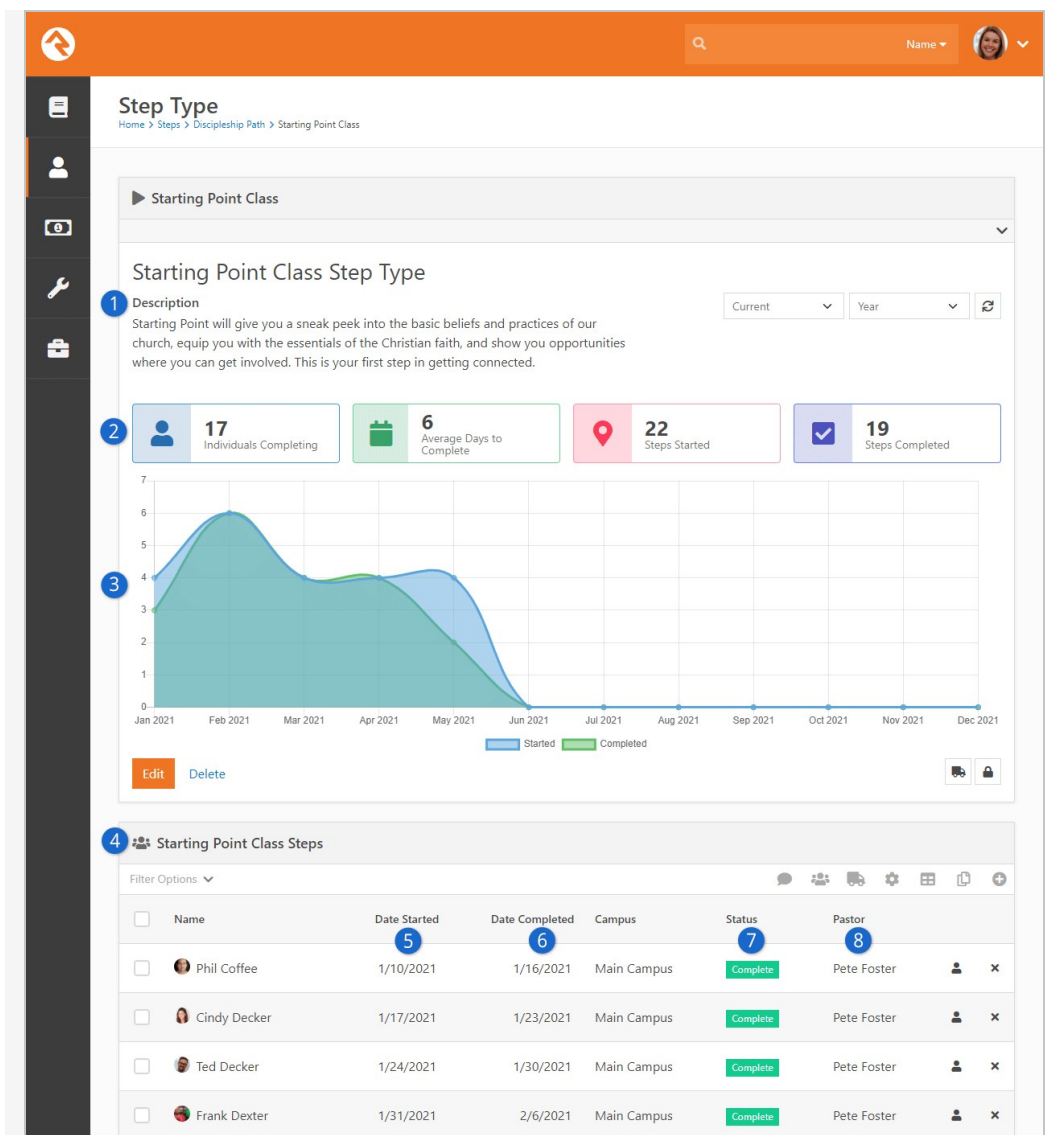 Name
Step Type
Home > Steps > Discipleship Path > Starting Point Class
Starting Point Class
Starting Point Class Step Type
1
Description
Current
Year
Starting Point will give you a sneak peek into the basic beliefs and practices of our
church, equip you with the essentials of the Christian faith, and show you opportunities
where you can get involved. This is your first step in getting connected.
2
17
Individuals Completing
6
Average Days to
Complete
22
Steps Started
19
Steps Completed
7
6
5
3
4
3
2
1
0
Jan 2021 Feb 2021 Mar 2021 Apr 2021 May 2021 Jun 2021 Jul 2021 Aug 2021 Sep 2021 Oct 2021 Nov 2021 Dec 2021
Started Completed
Edit Delete
4 Starting Point Class Steps
Filter Options
Name Date Started Date Completed Campus Status Pastor
5 6 7 8
Phil Coffee 1/10/2021 1/16/2021 Main Campus Complete Pete Foster
Cindy Decker 1/17/2021 1/23/2021 Main Campus Complete Pete Foster
Ted Decker 1/24/2021 1/30/2021 Main Campus Complete Pete Foster
Frank Dexter 1/31/2021 2/6/2021 Main Campus Complete Pete Foster